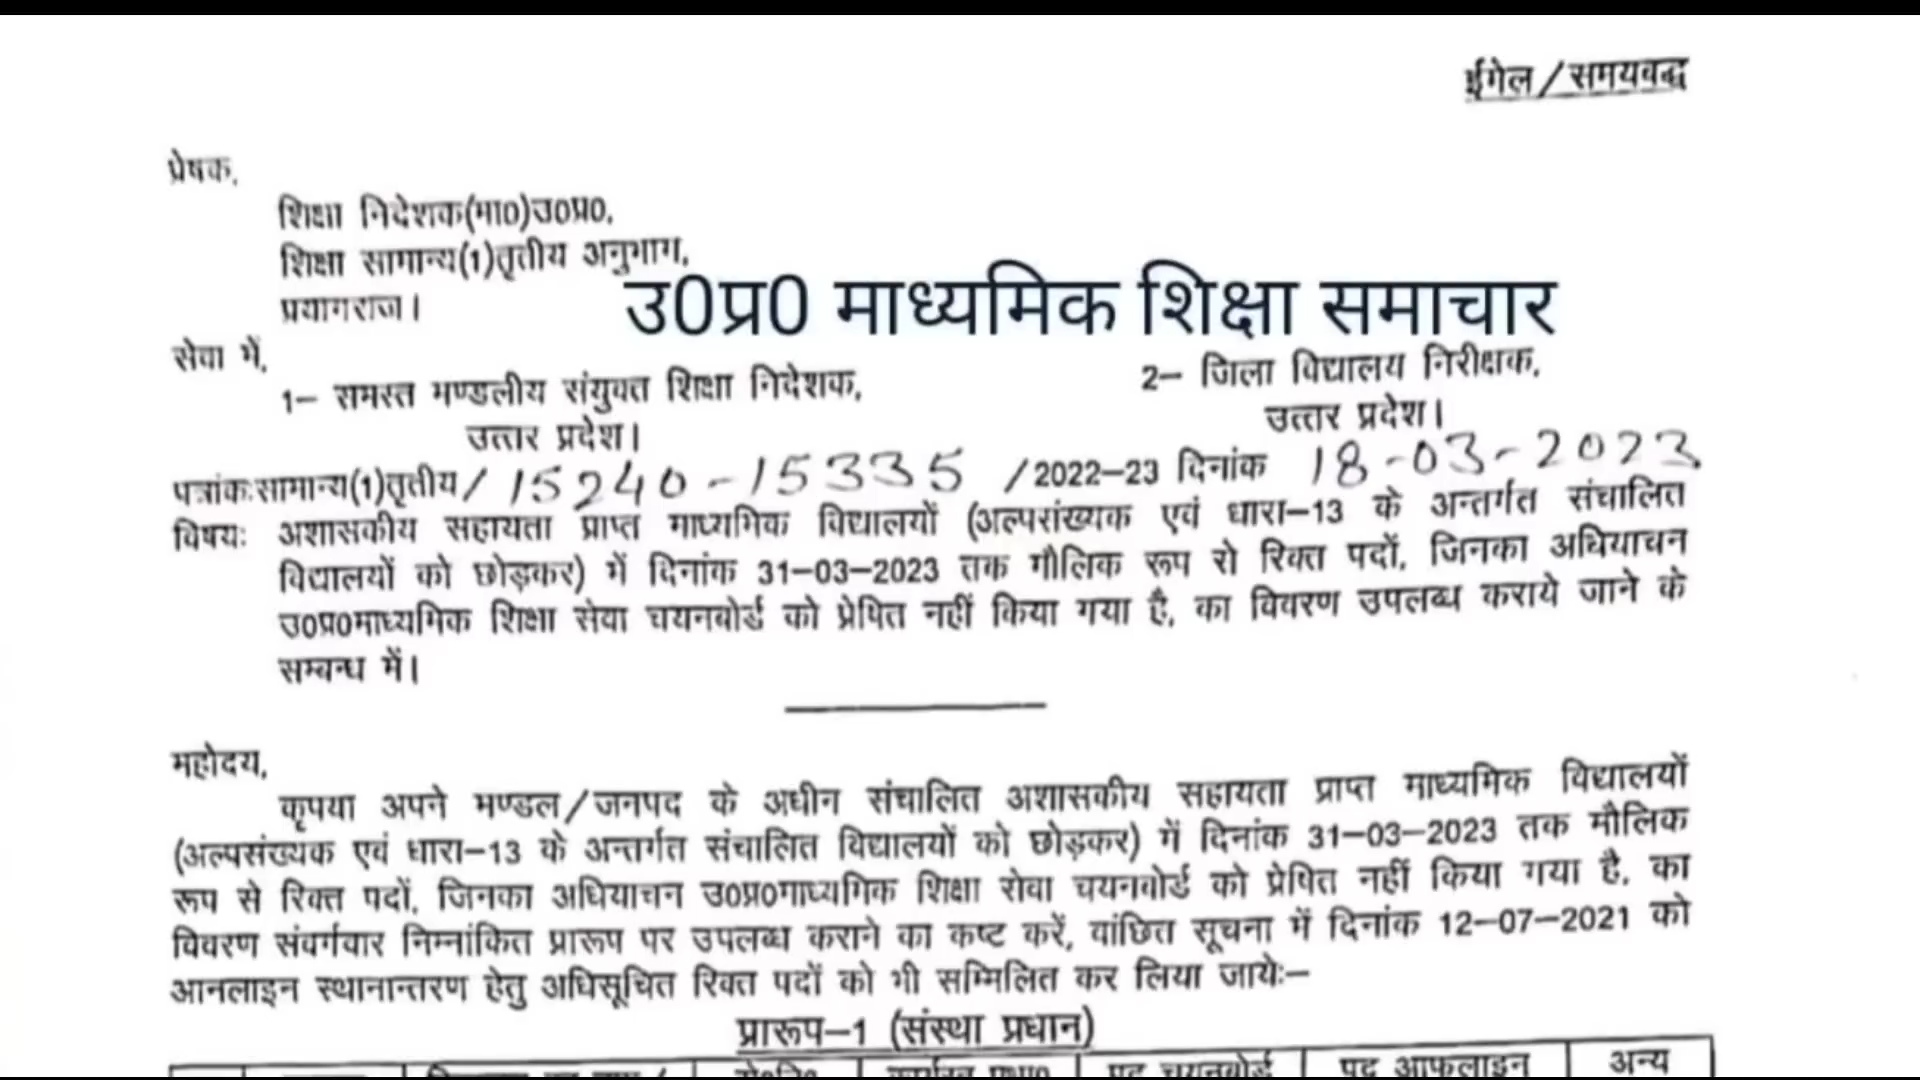 ईमेल/समयबद्ध
प्रेषक,
शिक्षा निदेशक(मा0)उ0प्र0,
शिक्षा सामान्य(1)तृतीय अनुभाग,
प्रयागराज।
उ0प्र0 माध्यमिक शिक्षा समाचार
सेवा में,
1– समस्त मण्डलीय संयुक्त शिक्षा निदेशक,
उत्तर प्रदेश।
2– जिला विद्यालय निरीक्षक,
उत्तर प्रदेश।
पत्रांकःसामान्य(1)तृतीय/15240-15335 /2022–23 दिनांक 18-03-2023
विषयः अशासकीय सहायता प्राप्त माध्यमिक विद्यालयों (अल्पसंख्यक एवं धारा–13 के अन्तर्गत संचालित
विद्यालयों को छोड़कर) में दिनांक 31–03–2023 तक मौलिक रूप से रिक्त पदों, जिनका अधियाचन
उ0प्र0माध्यमिक शिक्षा सेवा चयनबोर्ड को प्रेषित नहीं किया गया है, का विवरण उपलब्ध कराये जाने के
सम्बन्ध में।
महोदय,
कृपया अपने मण्डल/जनपद के अधीन संचालित अशासकीय सहायता प्राप्त माध्यमिक विद्यालयों
(अल्पसंख्यक एवं धारा–13 के अन्तर्गत संचालित विद्यालयों को छोड़कर) में दिनांक 31–03–2023 तक मौलिक
रूप से रिक्त पदों, जिनका अधियाचन उ0प्र0माध्यमिक शिक्षा सेवा चयनबोर्ड को प्रेषित नहीं किया गया है, का
विवरण संवर्गवार निम्नांकित प्रारूप पर उपलब्ध कराने का कष्ट करें, वांछित सूचना में दिनांक 12–07–2021 को
आनलाइन स्थानान्तरण हेतु अधिसूचित रिक्त पदों को भी सम्मिलित कर लिया जायेः–
प्रारूप–1 (संस्था प्रधान)
पद चयनबोर्ड पद आफलाइन अन्य